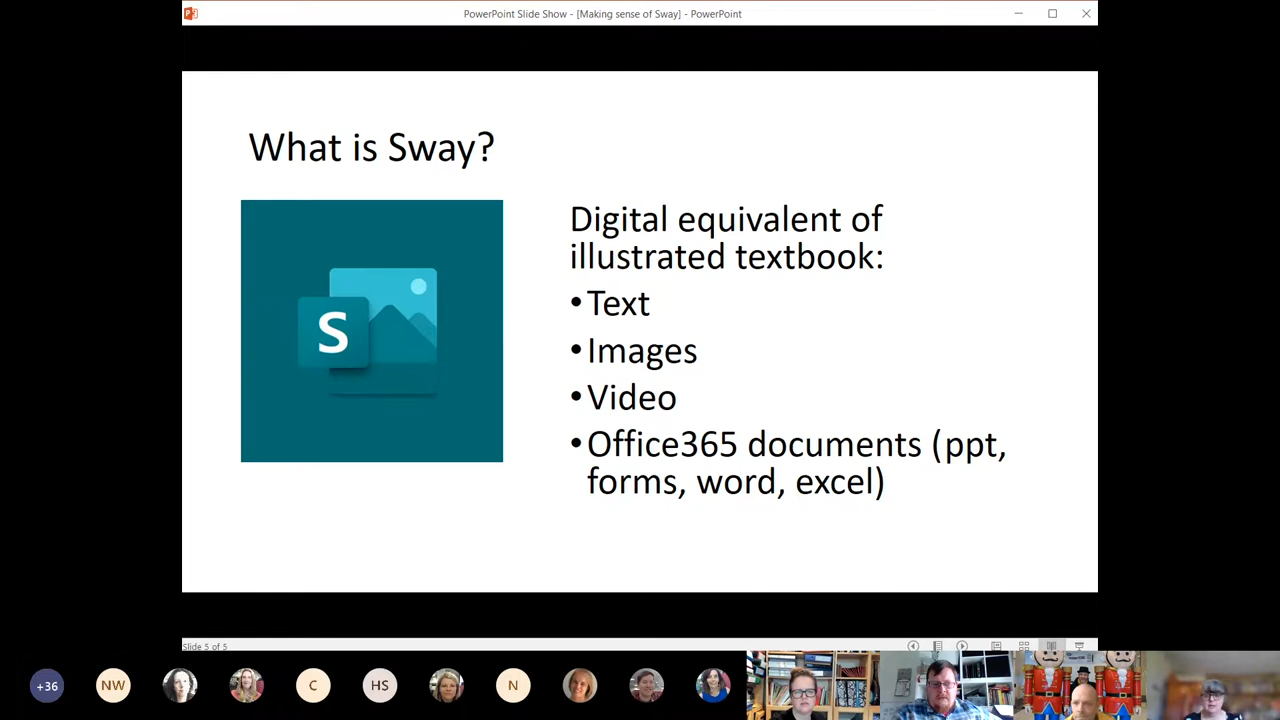 PowerPoint Slide Show - [Making sense of Sway] - PowerPoint
What is Sway?
S
Digital equivalent of
illustrated textbook:
•Text
•Images
•Video
•Office365 documents (ppt,
forms, word, excel)
Slide 5 of 5
+36
NW
C
HS
N